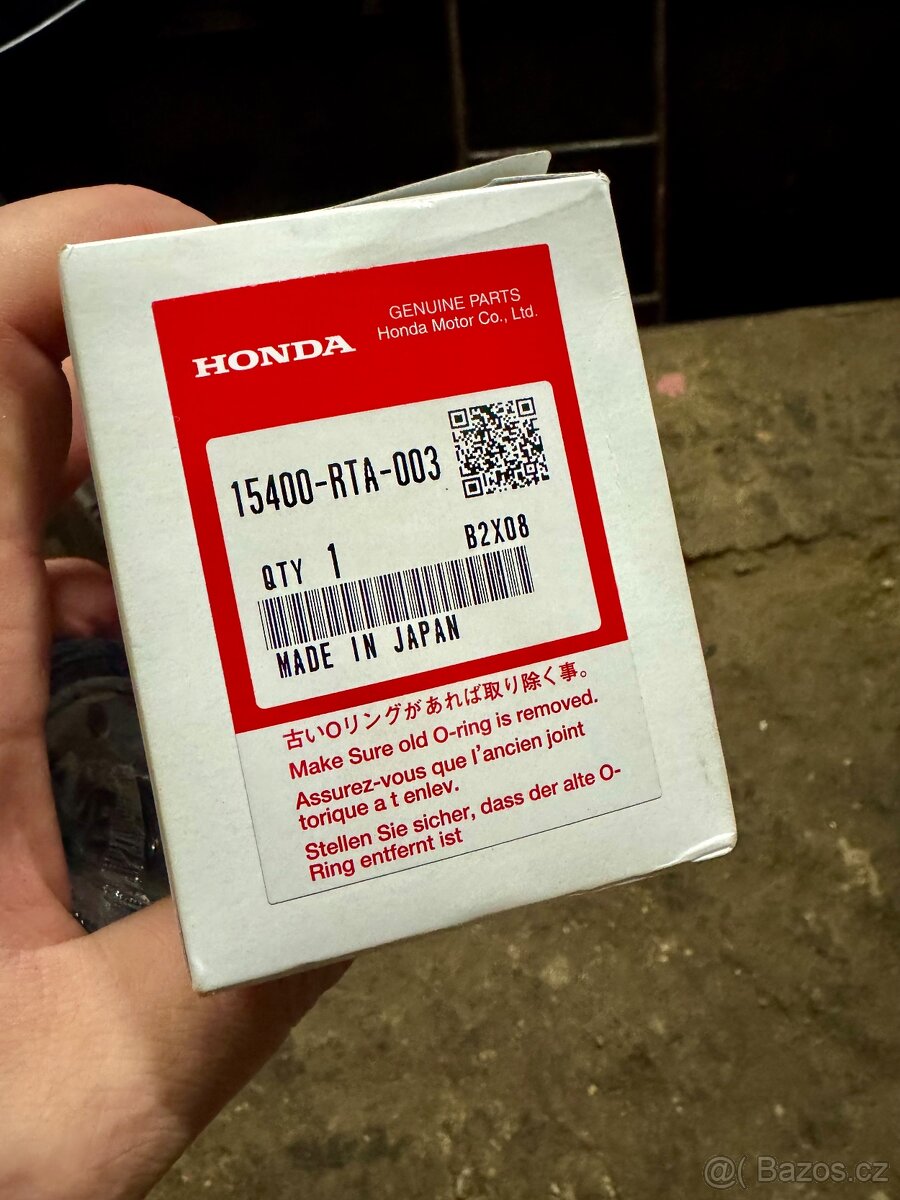 GENUINE PARTS
HONDA Honda Motor Co., Ltd.
15400-RTA-003
B2X08
QTY 1
MADE IN JAPAN
古いOリングがあれば取り除く事。
Make Sure old O-ring is removed.
Assurez-vous que l'ancien joint
torique a t enlev.
Stellen Sie sicher, dass der alte O-
Ring entfernt ist
@( Bazos.cz